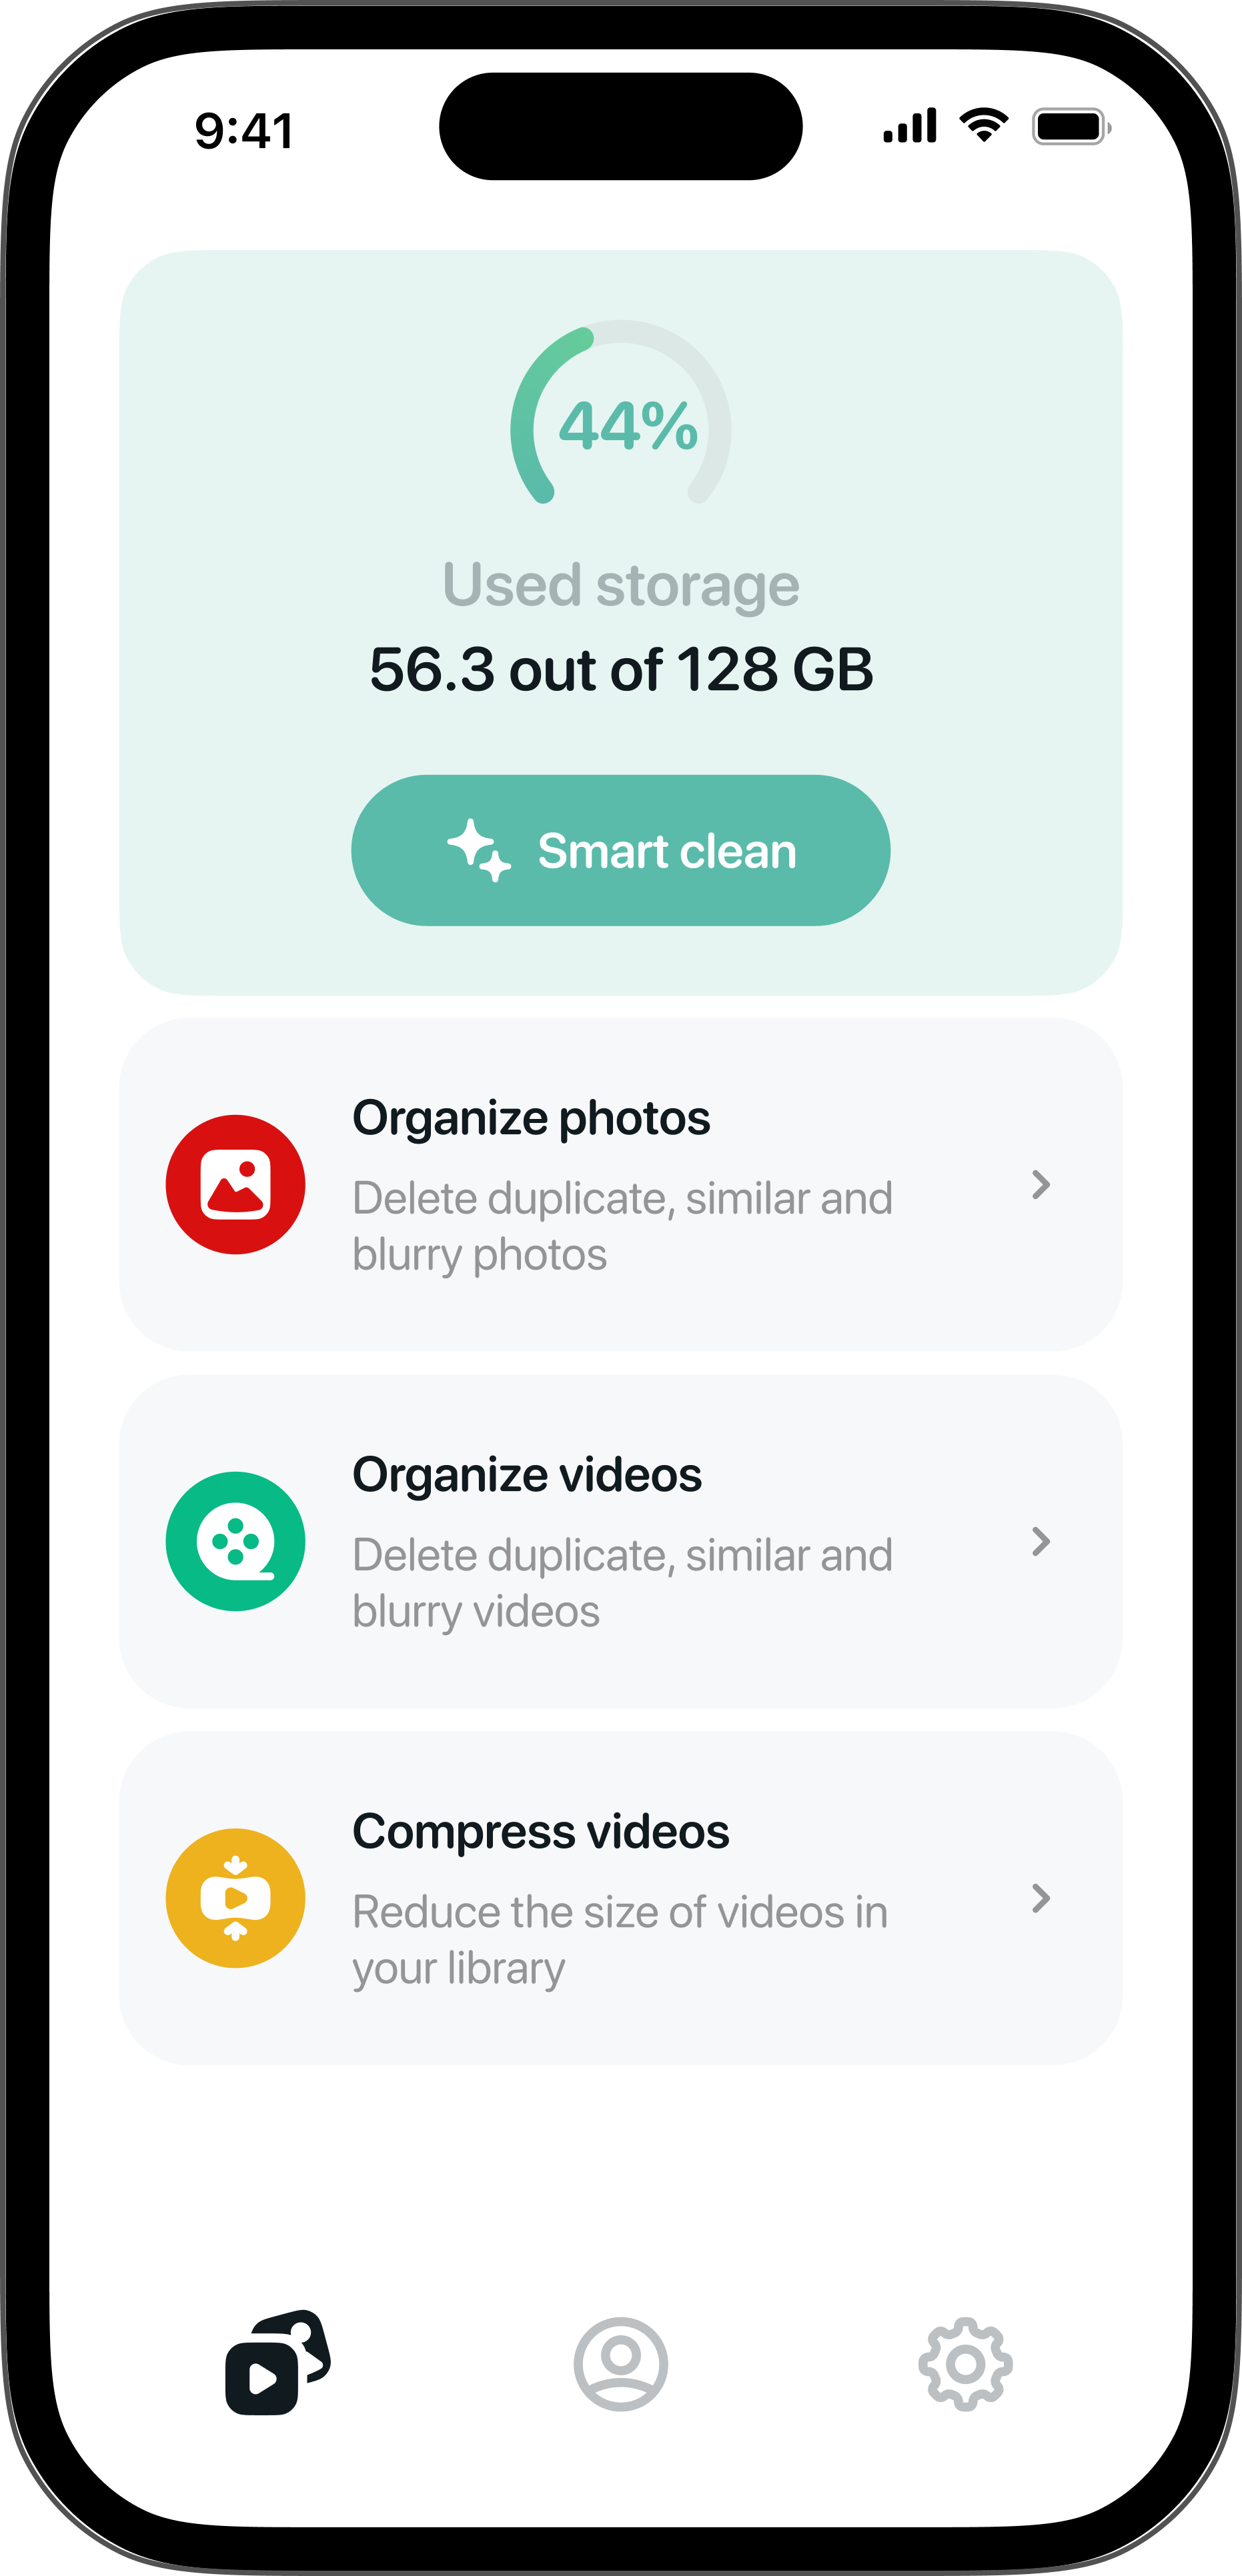 9:41
44%
Used storage
56.3 out of 128 GB
Smart clean
Organize photos
Delete duplicate, similar and
blurry photos
Organize videos
Delete duplicate, similar and
blurry videos
Compress videos
Reduce the size of videos in
your library